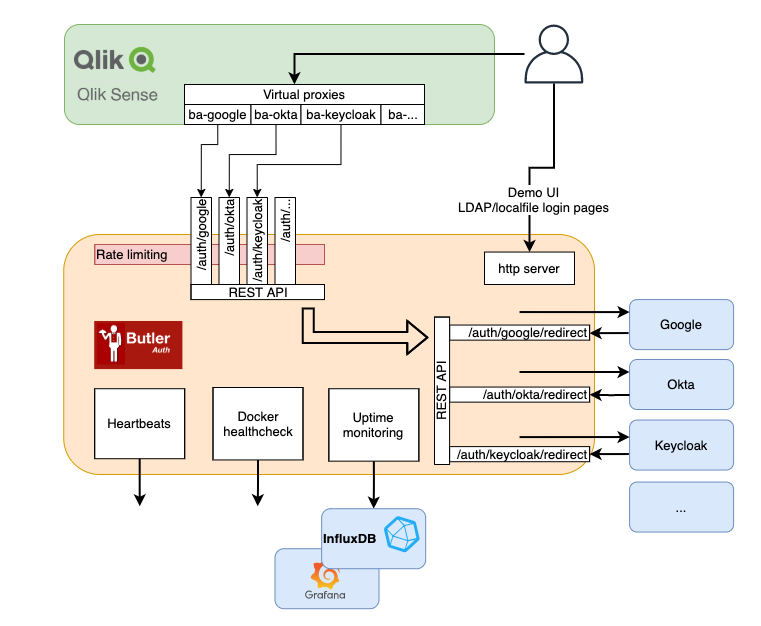 Qlik
Qlik Sense
Virtual proxies
ba-google
ba-okta
ba-keycloak
ba-...
Demo UI
LDAP/localfile login pages
/auth/google
/auth/okta
/auth/keycloak
/auth/...
Rate limiting
REST API
http server
Google
/auth/google/redirect
Butler
Auth
REST API
Okta
/auth/okta/redirect
Heartbeats
Docker
healthcheck
Uptime
monitoring
Keycloak
/auth/keycloak/redirect
...
InfluxDB
Grafana